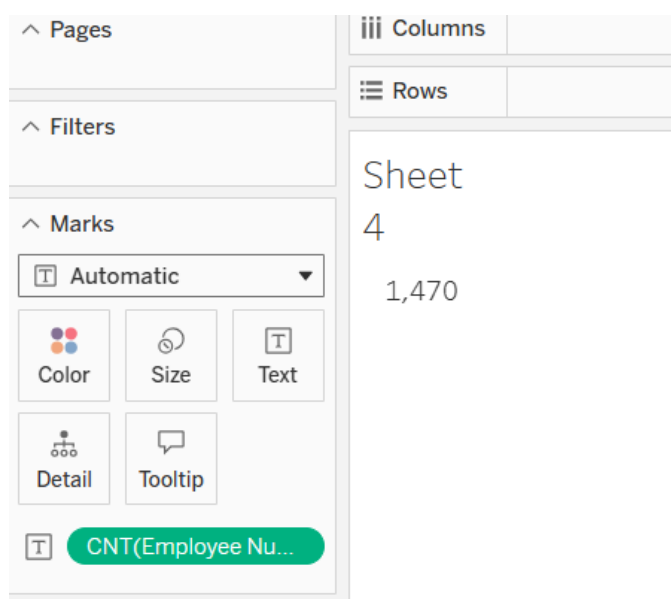 Pages
Columns
Rows
Filters
Sheet
4
Marks
Automatic
1,470
Color
Size
Text
Detail
Tooltip
CNT(Employee Nu...